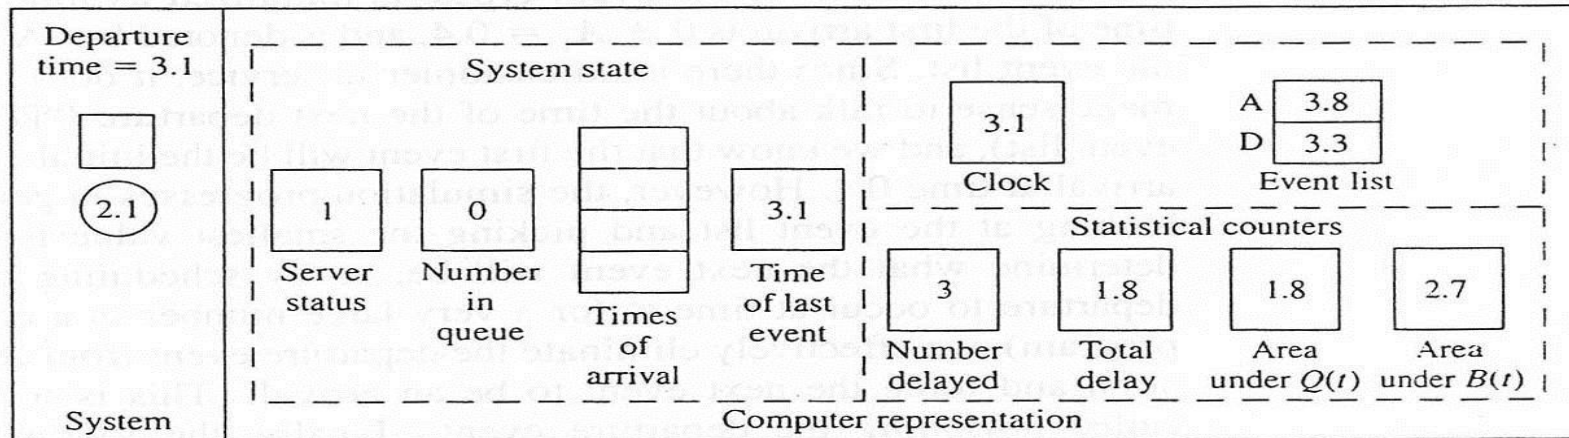 Departure
time = 3.1
2.1
System
System state
1
Server
status
0
Number
in
queue
Times
of
arrival
3.1
Time
of last
event
3.1
Clock
A 3.8
D 3.3
Event list
Statistical counters
3
Number
delayed
1.8
Total
delay
1.8
Area
under Q(t)
2.7
Area
under B(t)
Computer representation